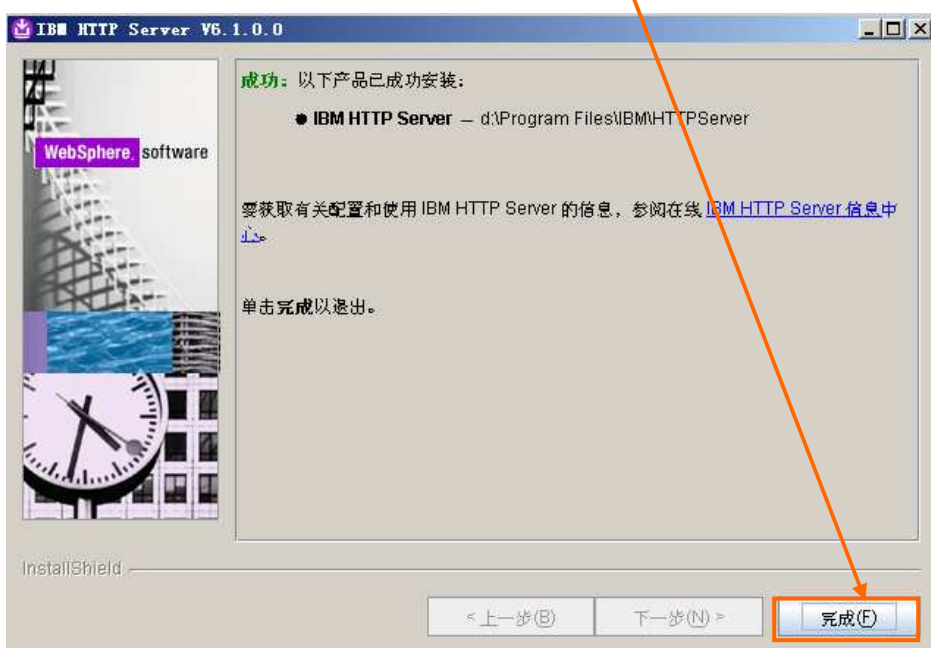 IBM HTTP Server V6.1.0.0
WebSphere. software
成功：以下产品已成功安装：
● IBM HTTP Server – d:\Program Files\IBM\HTTPServer
要获取有关配置和使用 IBM HTTP Server 的信息，参阅在线 IBM HTTP Server 信息中
心。
单击完成以退出。
InstallShield
< 上一步(B)
下一步(N) >
完成(F)